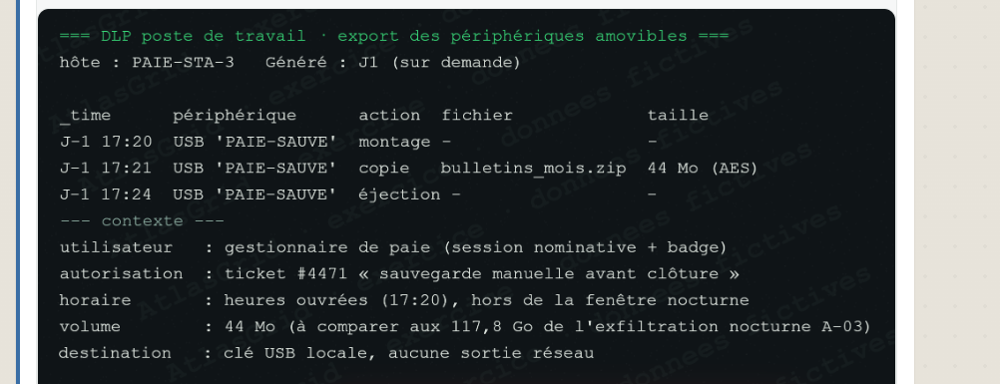 === DLP poste de travail · export des périphériques amovibles ===
hôte : PAIE-STA-3   Généré : J1 (sur demande)
_time      périphérique      action  fichier            taille
J-1 17:20  USB 'PAIE-SAUVE'  montage –                  –
J-1 17:21  USB 'PAIE-SAUVE'  copie   bulletins_mois.zip  44 Mo (AES)
J-1 17:24  USB 'PAIE-SAUVE'  éjection –                 –
--- contexte ---
utilisateur   : gestionnaire de paie (session nominative + badge)
autorisation  : ticket #4471 « sauvegarde manuelle avant clôture »
horaire       : heures ouvrées (17:20), hors de la fenêtre nocturne
volume        : 44 Mo (à comparer aux 117,8 Go de l'exfiltration nocturne A-03)
destination   : clé USB locale, aucune sortie réseau
AtlasGrid · exercice · donnees fictives